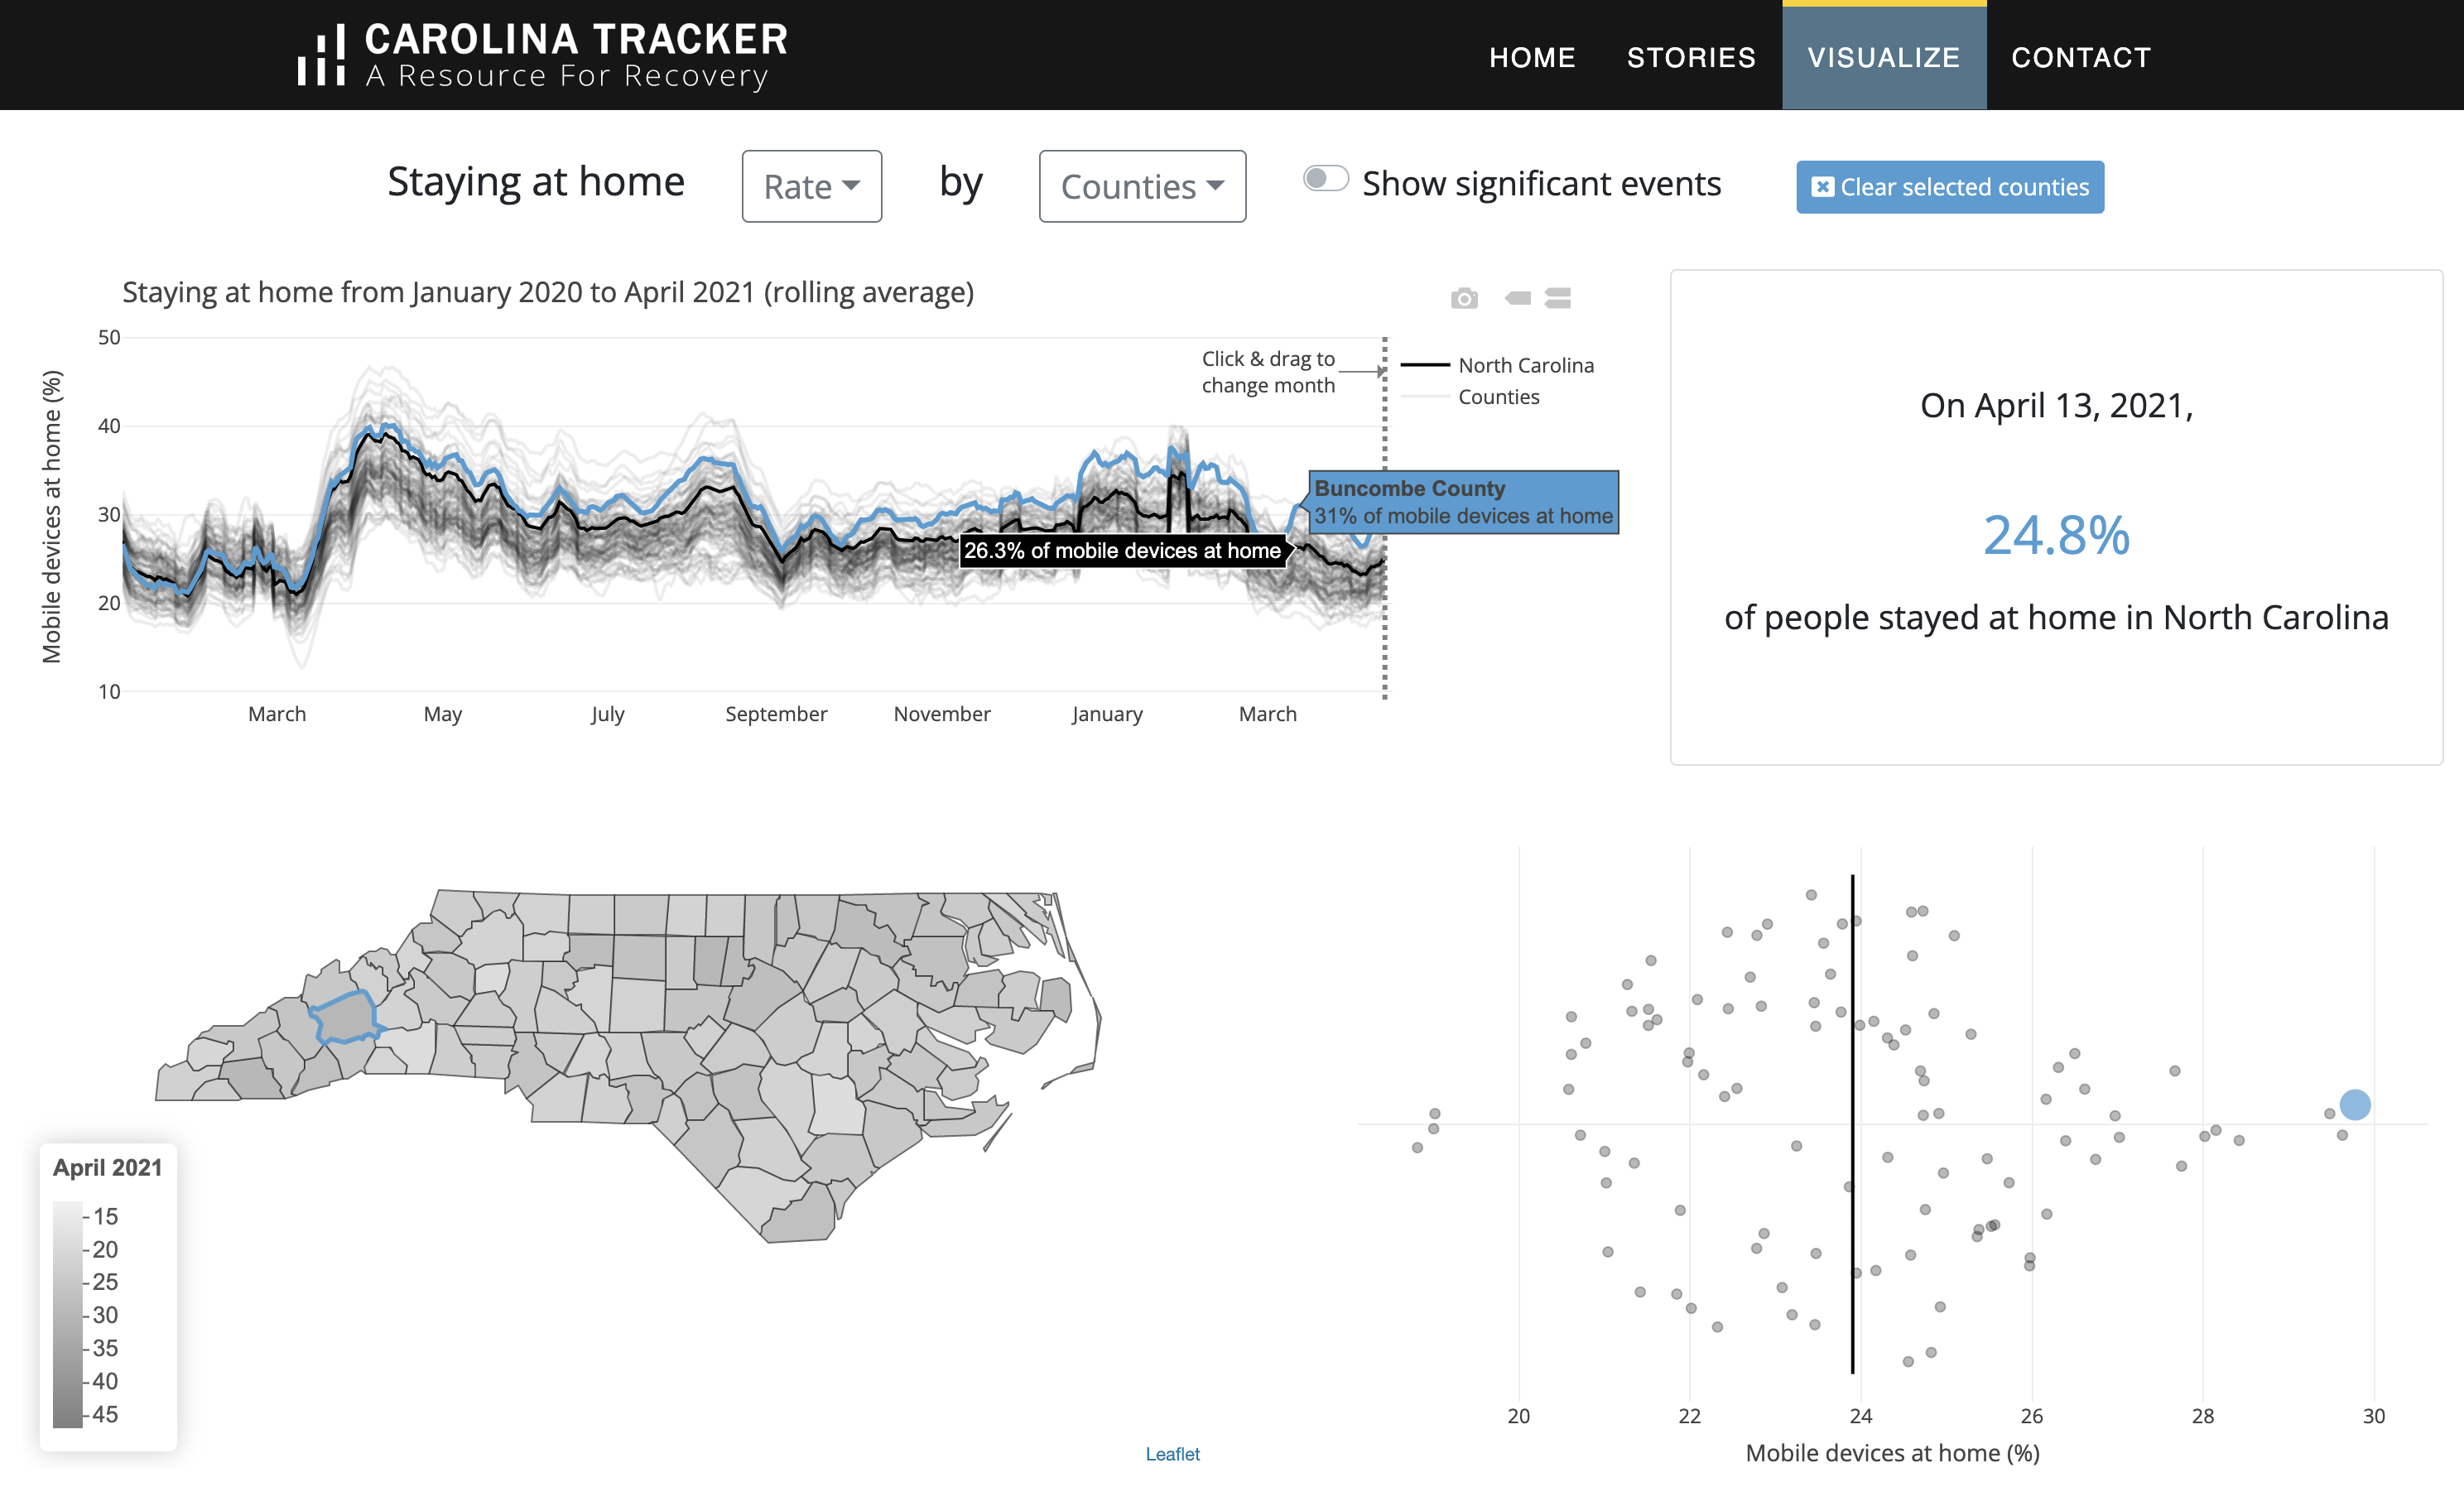 CAROLINA TRACKER
A Resource For Recovery
HOME STORIES VISUALIZE CONTACT
Staying at home Rate by Counties Show significant events Clear selected counties
Staying at home from January 2020 to April 2021 (rolling average)
Mobile devices at home (%)
50
40
30
20
10
Click & drag to
change month
North Carolina
Counties
Buncombe County
31% of mobile devices at home
26.3% of mobile devices at home
March May July September November January March
On April 13, 2021,
24.8%
of people stayed at home in North Carolina
April 2021
15
20
25
30
35
40
45
Leaflet
20 22 24 26 28 30
Mobile devices at home (%)